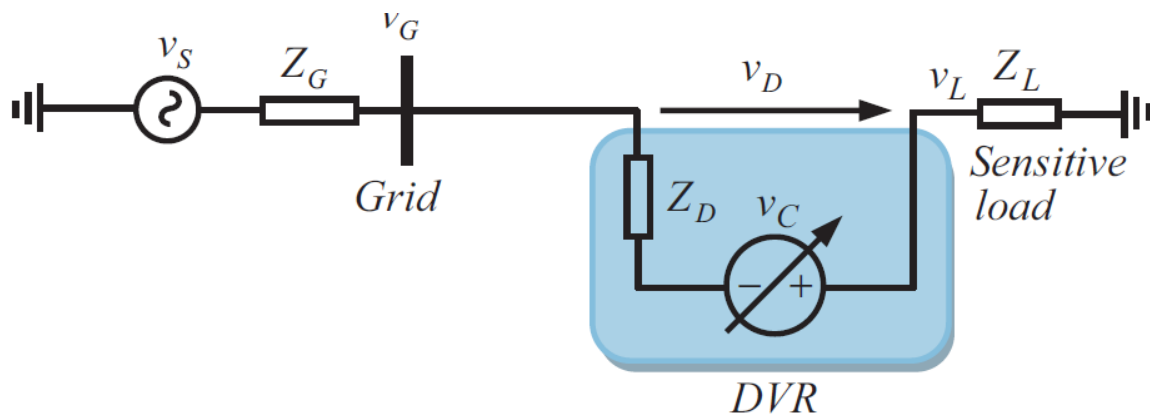 v_G
v_S
Z_G
v_D
v_L
Z_L
Grid
Sensitive
load
Z_D
v_C
− +
DVR